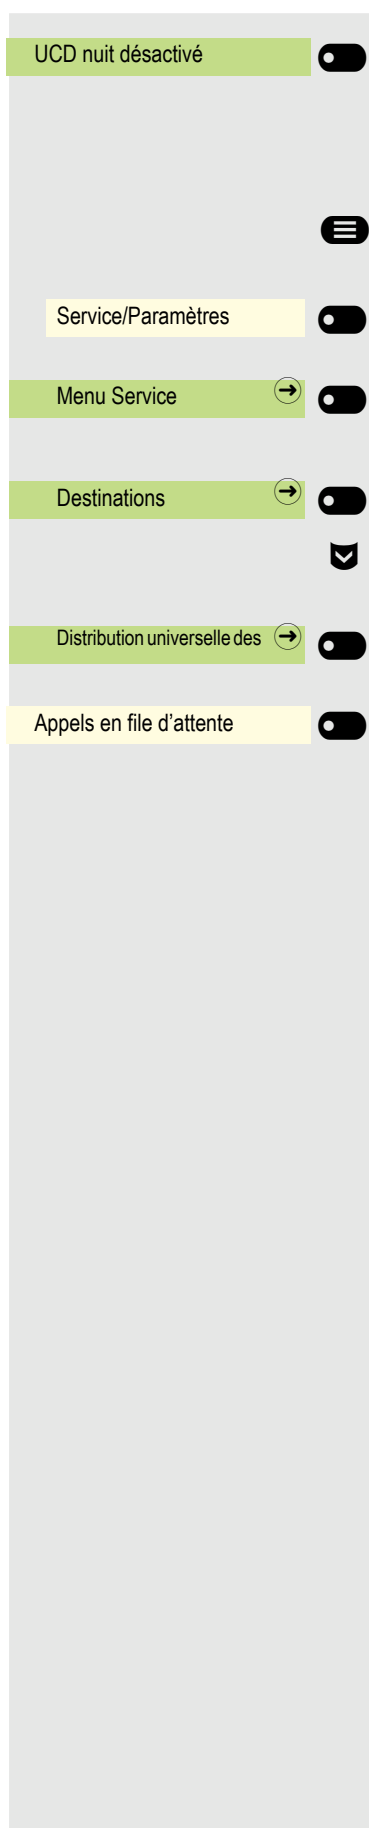 UCD nuit désactivé
Service/Paramètres
Menu Service
Destinations
Distribution universelle des
Appels en file d’attente